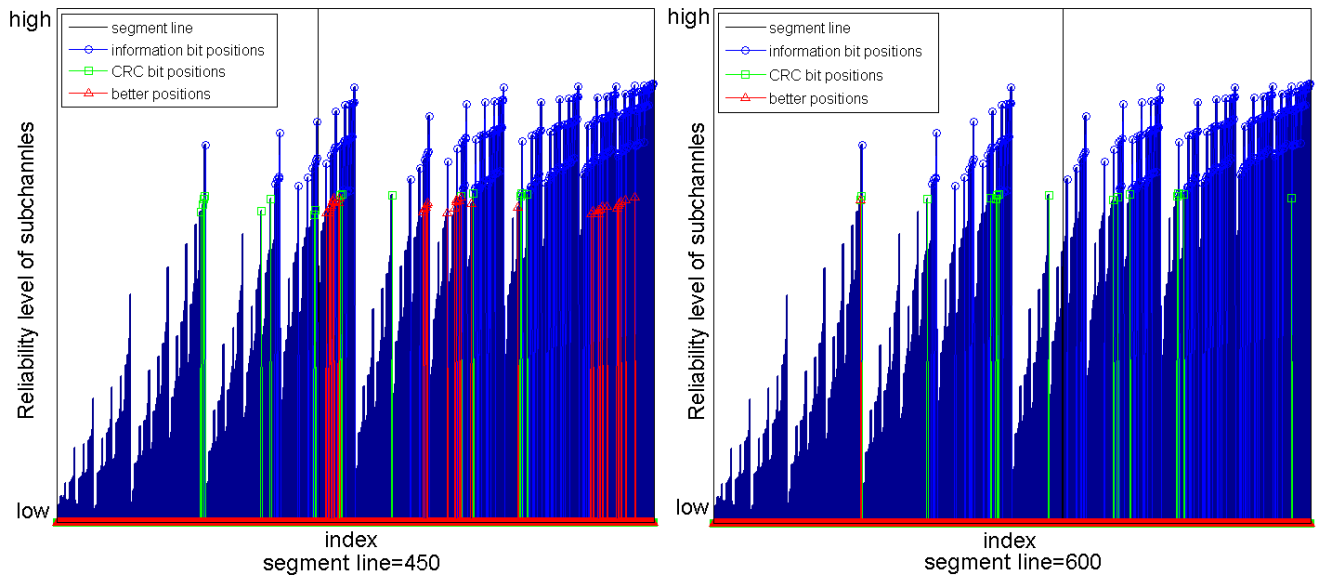 high
segment line
information bit positions
CRC bit positions
better positions
Reliability level of subchannles
low
index
segment line=450
high
segment line
information bit positions
CRC bit positions
better positions
Reliability level of subchannles
low
index
segment line=600